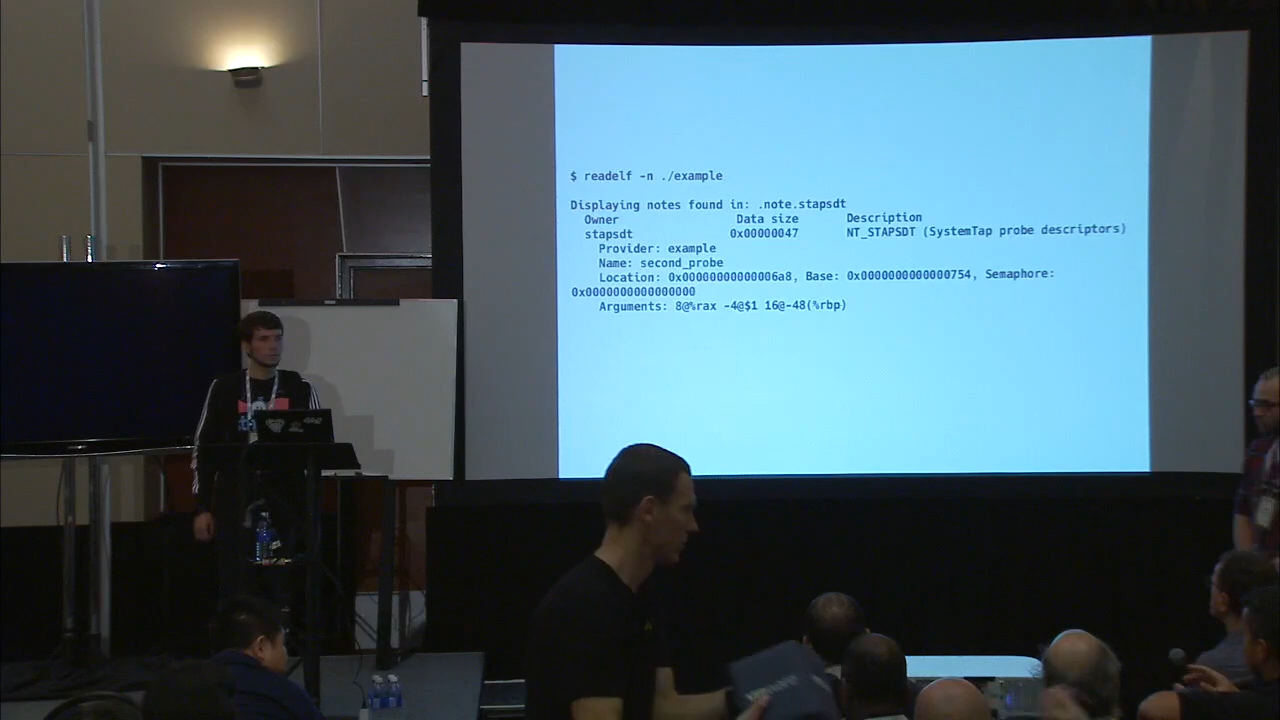 $ readelf -n ./example
Displaying notes found in: .note.stapsdt
Owner Data size Description
stapsdt 0x00000047 NT_STAPSDT (SystemTap probe descriptors)
Provider: example
Name: second_probe
Location: 0x00000000000006a8, Base: 0x0000000000000754, Semaphore:
0x0000000000000000
Arguments: 8@%rax -4@$1 16@-48(%rbp)